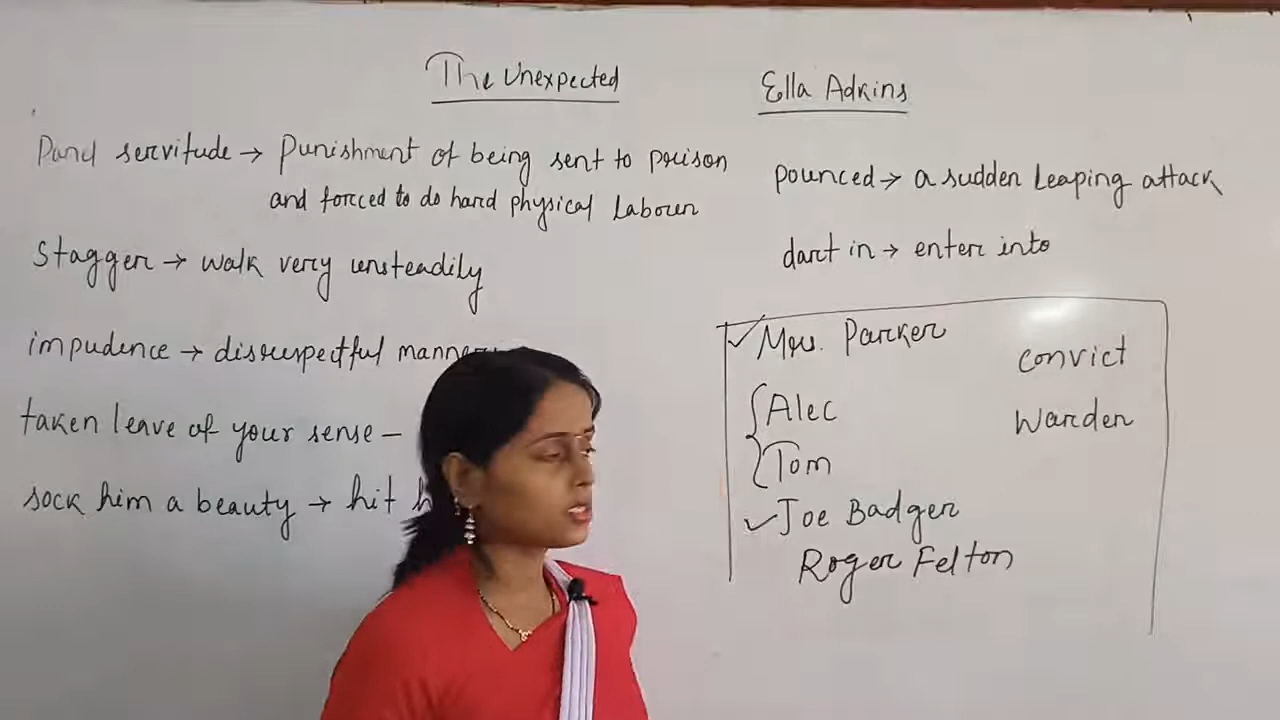 The Unexpected
Ella Adkins
servitude → Punishment of being sent to prison
and forced to do hard physical Labour
Stagger → walk very unsteadily
impudence → disrespectful manner
taken leave of your sense –
sock him a beauty → hit h
pounced → a sudden leaping attack
dart in → enter into
✓ Mrs. Parker
Alec
Tom
✓ Joe Badger
Roger Felton
convict
Warden